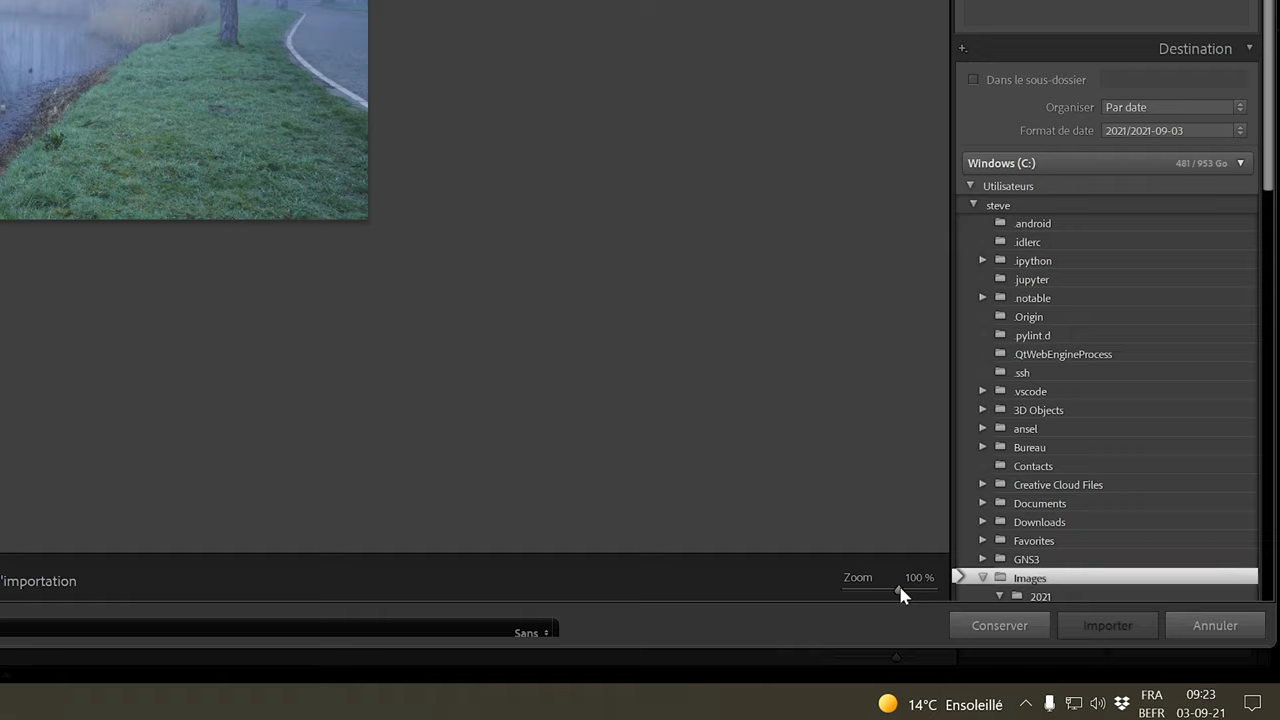 Destination
Dans le sous-dossier
Organiser Par date
Format de date 2021/2021-09-03
Windows (C:) 481 / 953 Go
Utilisateurs
steve
.android
.idlerc
.ipython
.jupyter
.notable
.Origin
.pylint.d
.QtWebEngineProcess
.ssh
.vscode
3D Objects
ansel
Bureau
Contacts
Creative Cloud Files
Documents
Downloads
Favorites
GNS3
Images
2021
'importation
Zoom 100 %
Sans
Conserver Importer Annuler
14°C Ensoleillé
FRA
BEFR
09:23
03-09-21